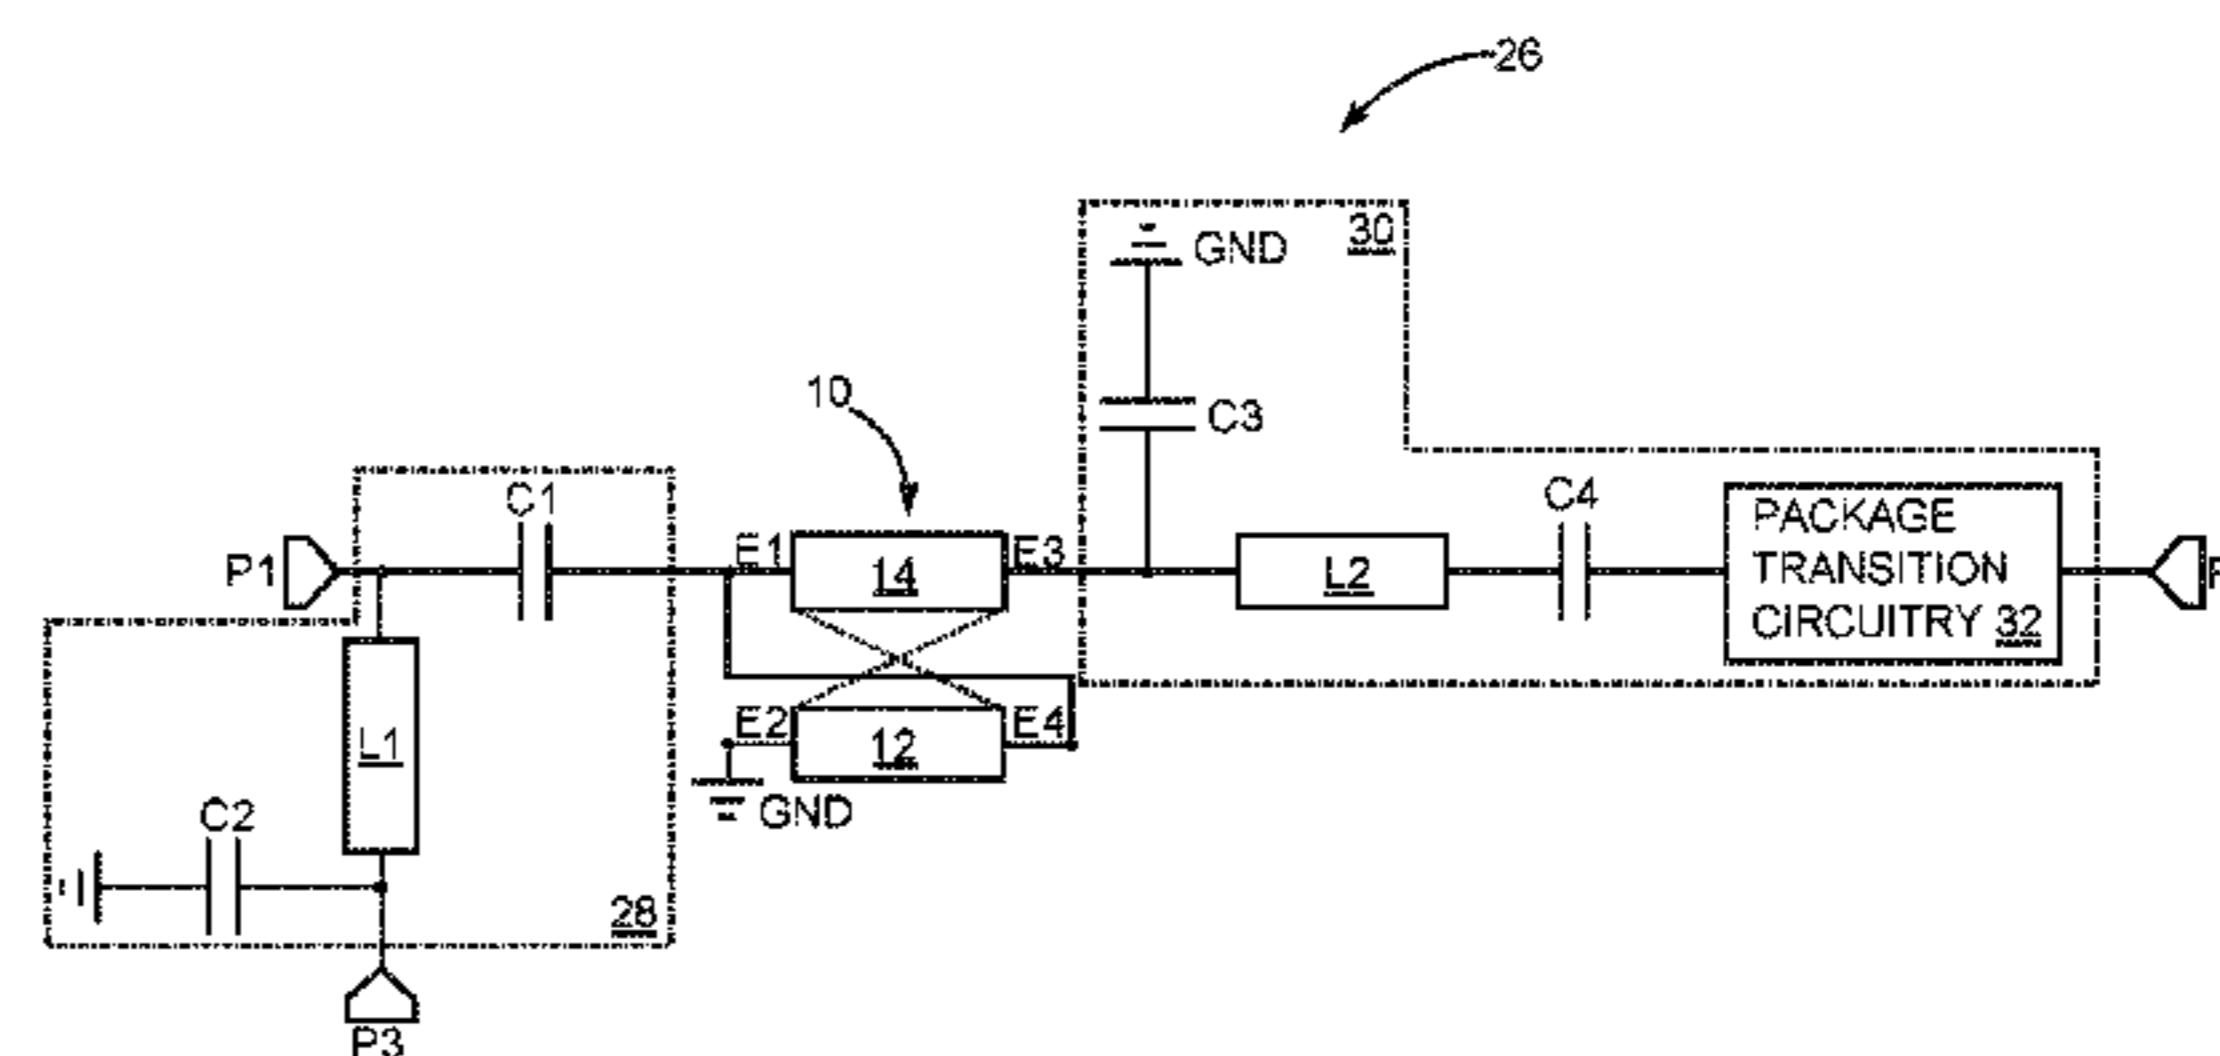 26
30
GND
10
C3
C1
C4
P1
E1
14
E3
L2
PACKAGE
TRANSITION
CIRCUITRY 32
E2
12
E4
L1
GND
C2
28
P3